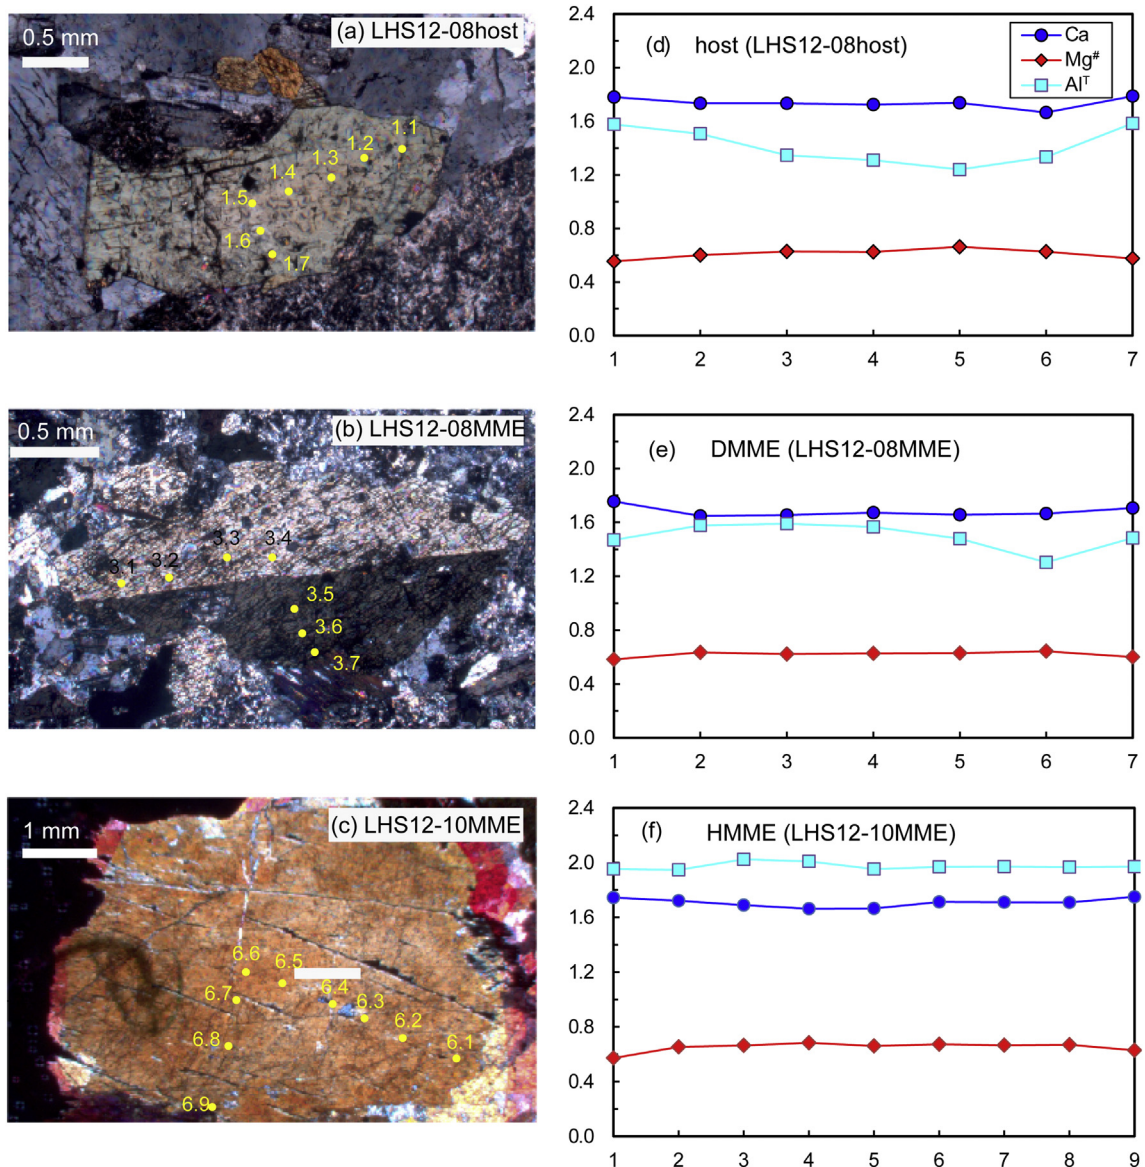 (a) LHS12-08host
0.5 mm
1.1
1.2
1.3
1.4
1.5
1.6
1.7
(d) host (LHS12-08host)
Ca
Mg#
AlT
2.4
2.0
1.6
1.2
0.8
0.4
0.0
1 2 3 4 5 6 7
(b) LHS12-08MME
0.5 mm
3.1
3.2
3.3
3.4
3.5
3.6
3.7
(e) DMME (LHS12-08MME)
2.4
2.0
1.6
1.2
0.8
0.4
0.0
1 2 3 4 5 6 7
(c) LHS12-10MME
1 mm
6.6
6.5
6.4
6.3
6.7
6.2
6.8
6.1
6.9
(f) HMME (LHS12-10MME)
2.4
2.0
1.6
1.2
0.8
0.4
0.0
1 2 3 4 5 6 7 8 9